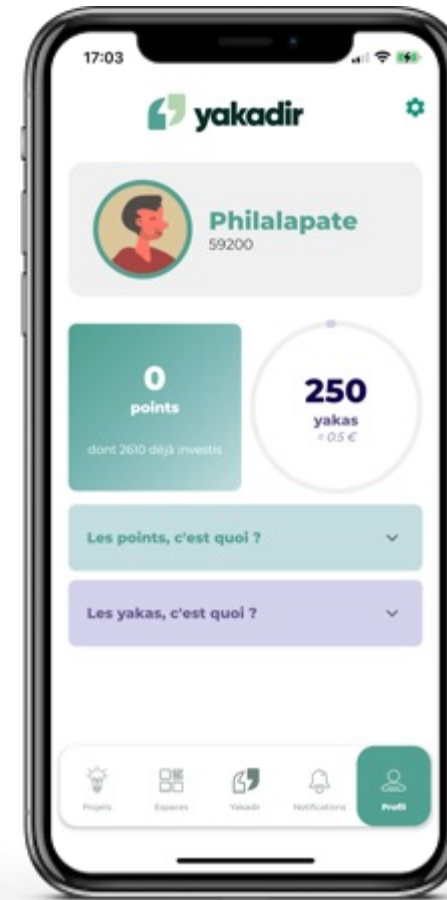 17:03
yakadir
Philalapate
59200
0
points
dont 2610 déjà investis
250
yakas
= 0.5 €
Les points, c'est quoi ?
Les yakas, c'est quoi ?
Projets
Espaces
Yakadir
Notifications
Profil